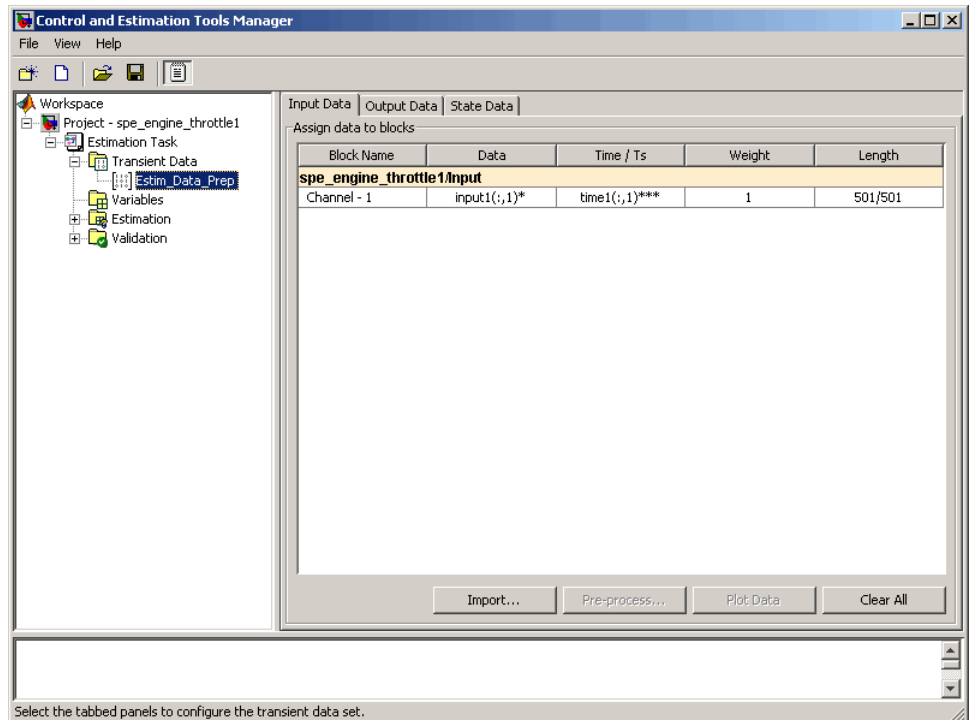 Control and Estimation Tools Manager
File View Help
Workspace
Project - spe_engine_throttle1
Estimation Task
Transient Data
Estim_Data_Prep
Variables
Estimation
Validation
Input Data Output Data State Data
Assign data to blocks
Block Name Data Time / Ts Weight Length
spe_engine_throttle1/Input
Channel - 1 input1(:,1)* time1(:,1)*** 1 501/501
Import... Pre-process... Plot Data Clear All
Select the tabbed panels to configure the transient data set.